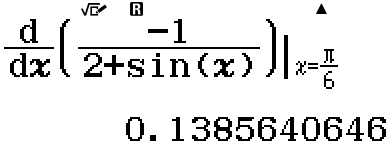 √▫ R ▲
d/dx(-1/(2+sin(x)))|x=π/6
0.1385640646